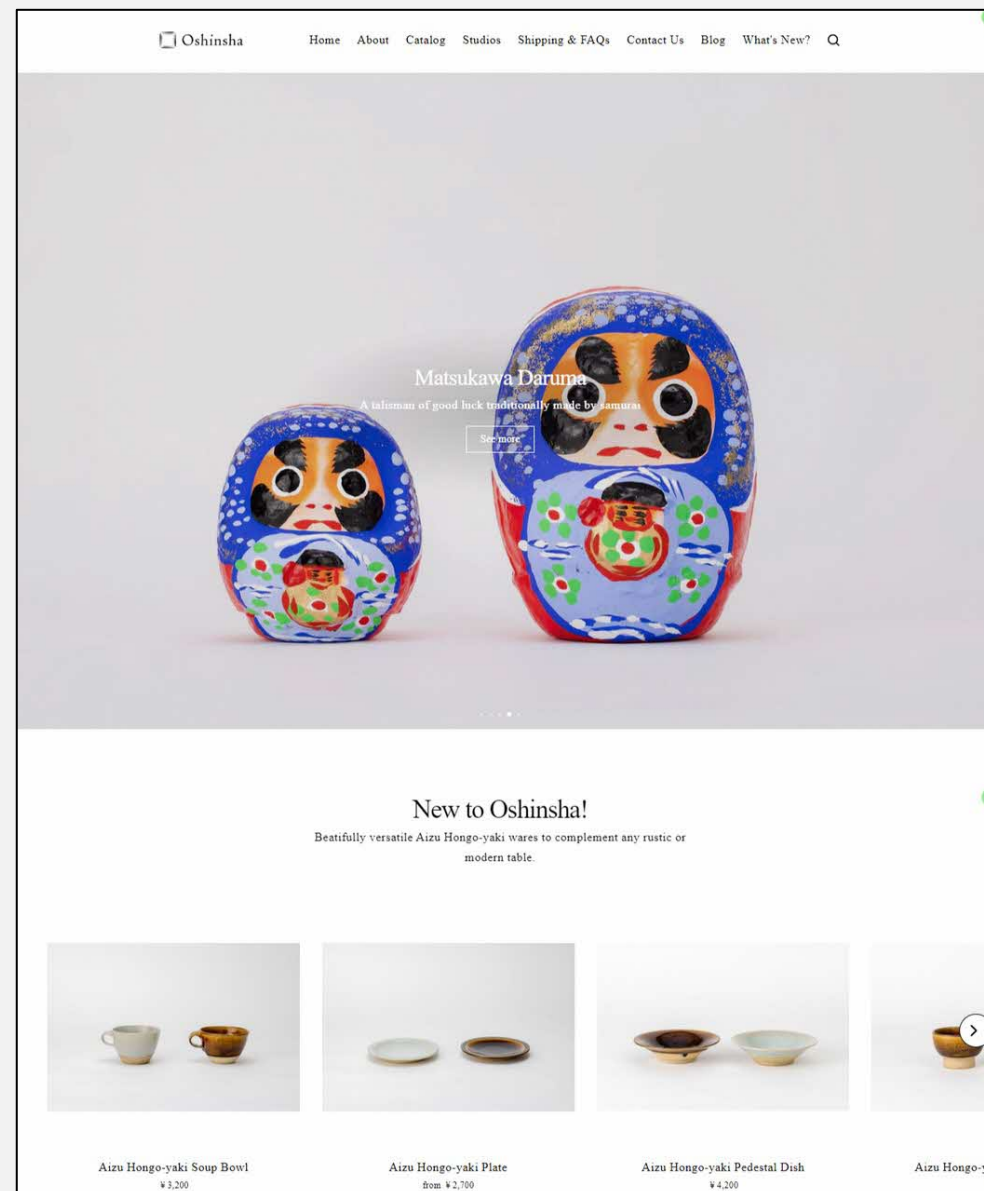 Oshinsha Home About Catalog Studios Shipping & FAQs Contact Us Blog What's New?
Matsukawa Daruma
A talisman of good luck traditionally made by samurai
See more
New to Oshinsha!
Beatifully versatile Aizu Hongo-yaki wares to complement any rustic or
modern table.
Aizu Hongo-yaki Soup Bowl Aizu Hongo-yaki Plate Aizu Hongo-yaki Pedestal Dish Aizu
¥ 3,200 from ¥ 2,700 ¥ 4,200